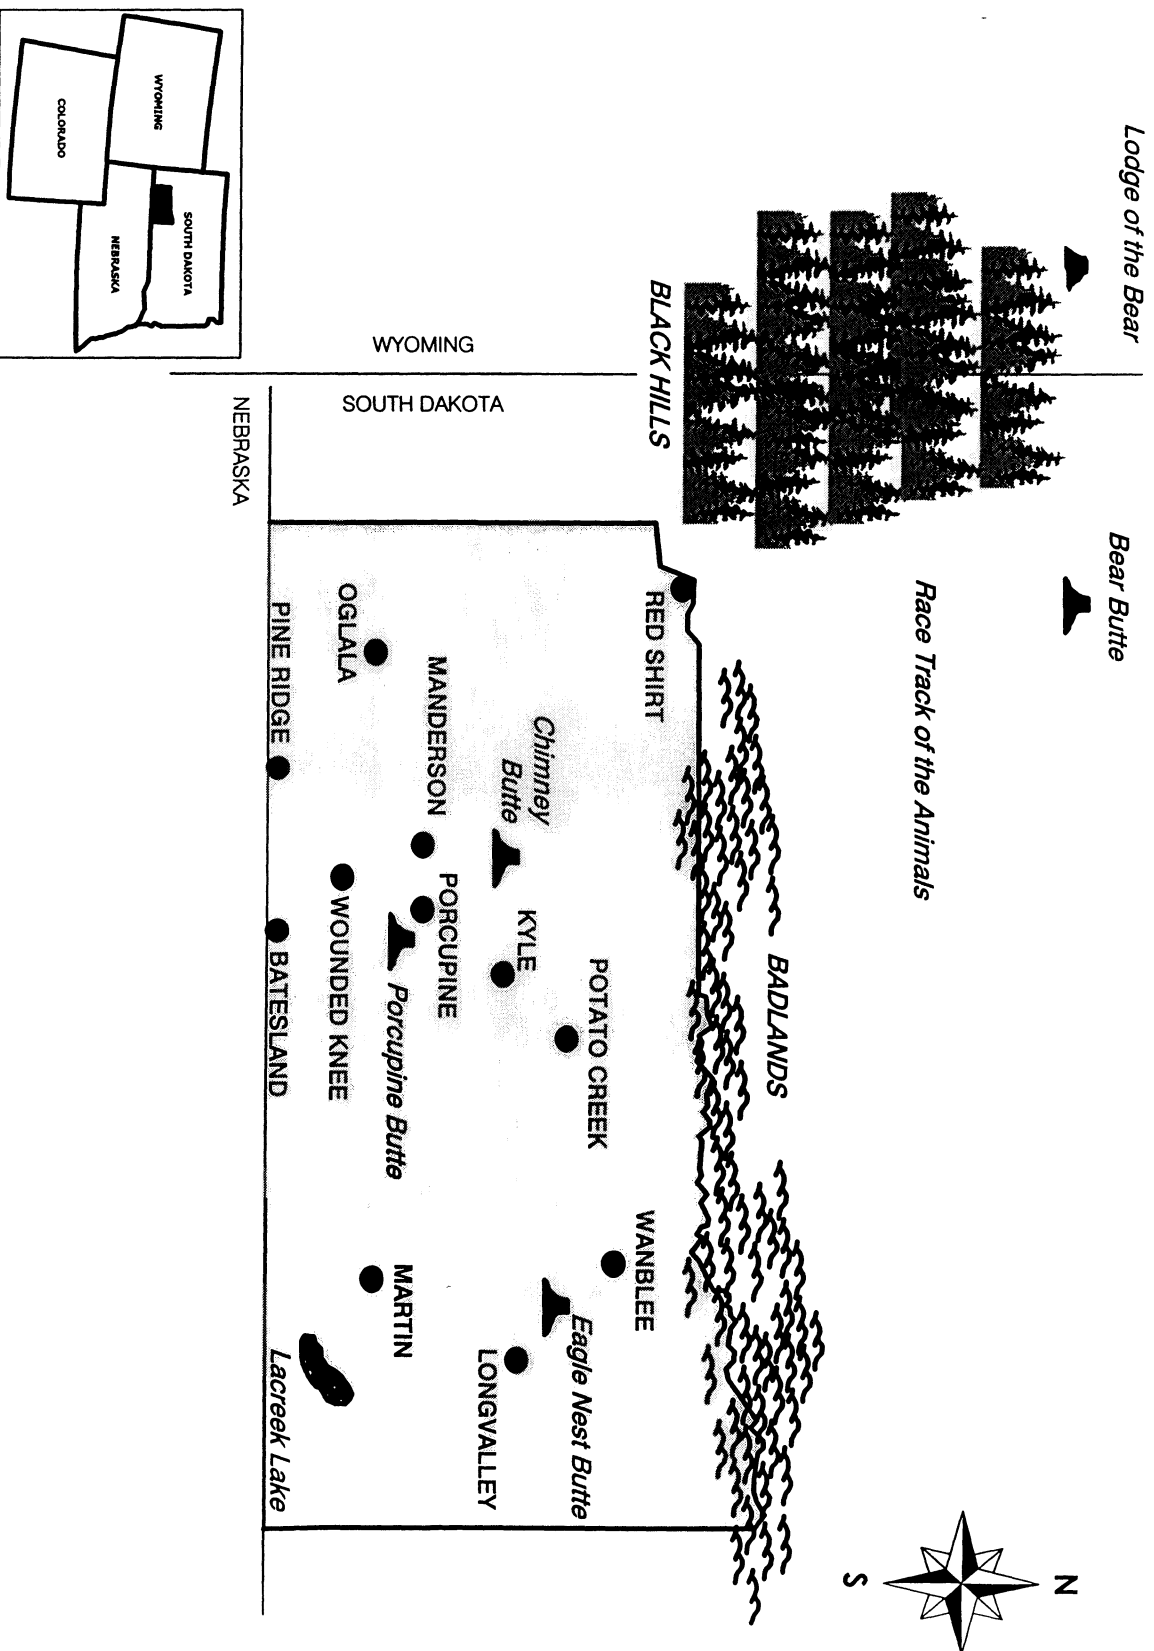 Lodge of the Bear
Bear Butte
N
S
Race Track of the Animals
BADLANDS
BLACK HILLS
RED SHIRT
WANBLEE
POTATO CREEK
Eagle Nest Butte
Chimney
Butte
KYLE
LONGVALLEY
MANDERSON
PORCUPINE
Porcupine Butte
MARTIN
OGLALA
WOUNDED KNEE
PINE RIDGE
BATESLAND
Lacreek Lake
WYOMING
SOUTH DAKOTA
NEBRASKA
WYOMING
SOUTH DAKOTA
NEBRASKA
COLORADO